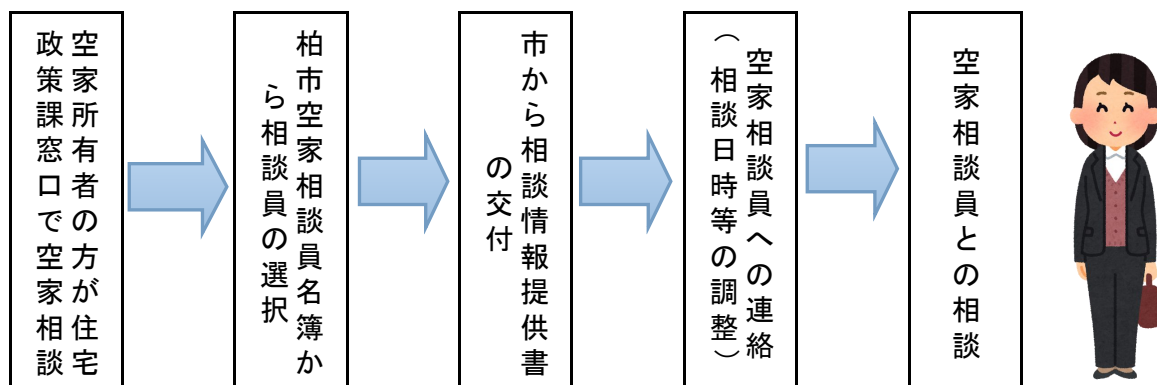 空家所有者の方が住宅
政策課窓口で空家相談
柏市空家相談員名簿か
ら相談員の選択
市から相談情報提供書
の交付
空家相談員への連絡
（相談日時等の調整）
空家相談員との相談